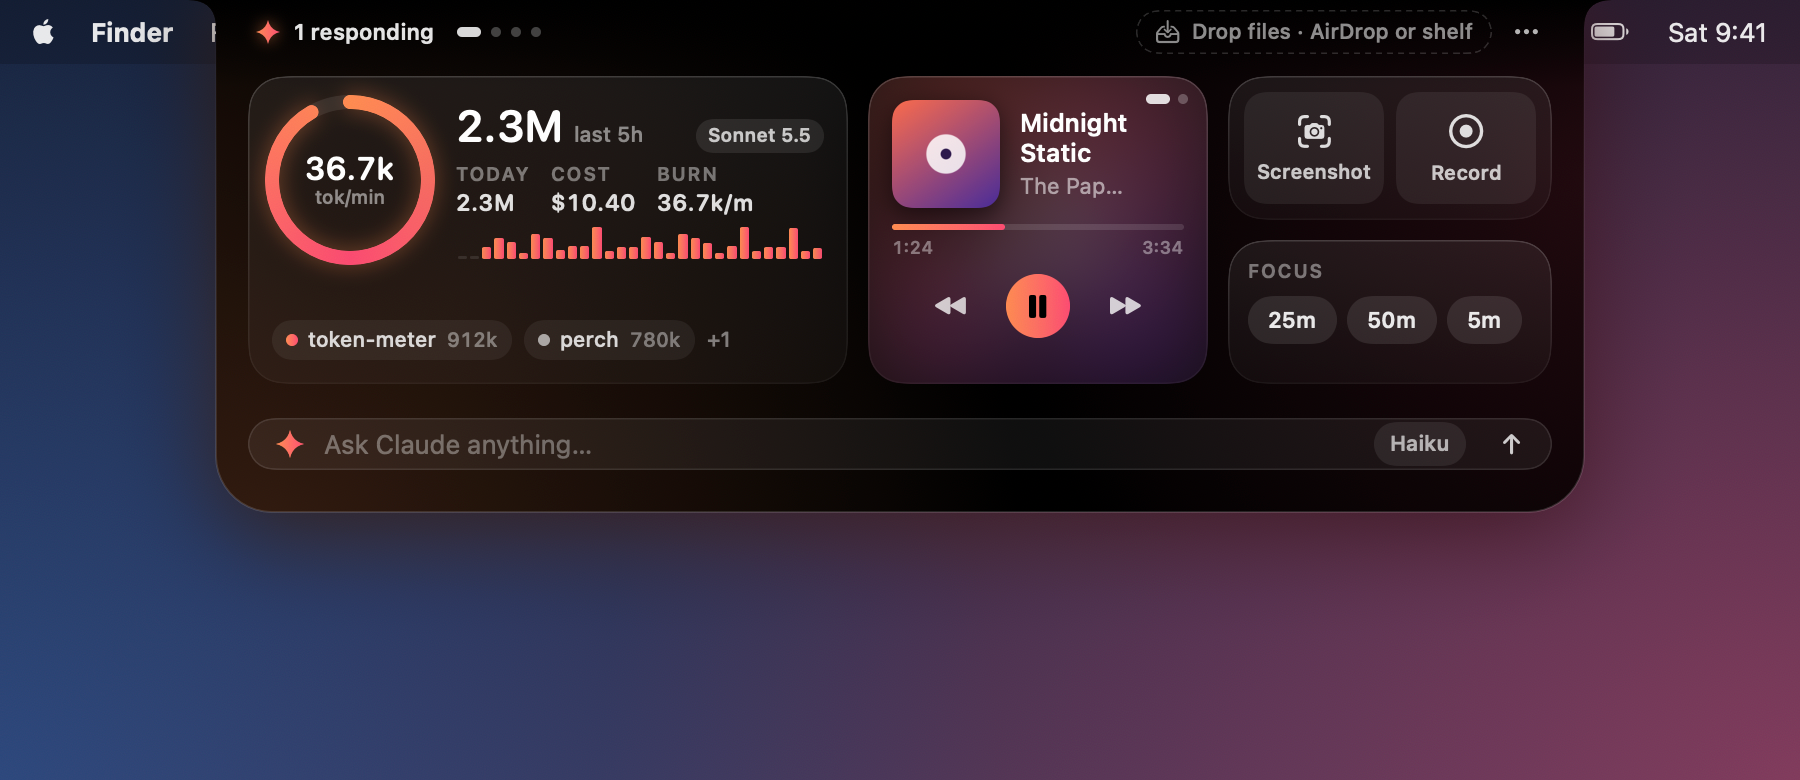 Finder
Sat 9:41
1 responding
Drop files · AirDrop or shelf
36.7k
tok/min
2.3M last 5h
Sonnet 5.5
TODAY COST BURN
2.3M $10.40 36.7k/m
token-meter 912k
perch 780k
+1
Midnight
Static
The Pap...
1:24
3:34
Screenshot
Record
FOCUS
25m
50m
5m
Ask Claude anything...
Haiku